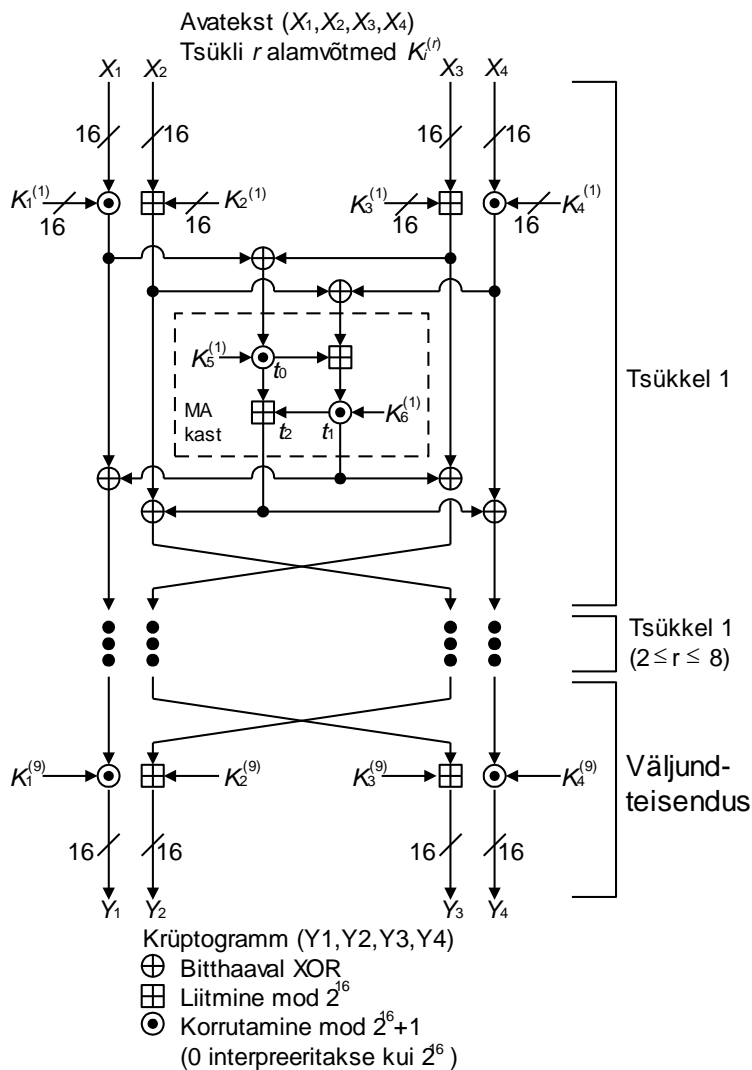 Avatekst (X1,X2,X3,X4)
Tsükli r alamvõtmed Ki(r)
X1 X2 X3 X4
16 16 16 16
K1(1) K2(1) K3(1) K4(1)
16 16 16 16
K5(1) t0
Tsükkel 1
MA
kast
t2 t1 K6(1)
Tsükkel 1
(2 ≤ r ≤ 8)
K1(9) K2(9) K3(9) K4(9)
Väljund-
teisendus
16 16 16 16
Y1 Y2 Y3 Y4
Krüptogramm (Y1,Y2,Y3,Y4)
Bitthaaval XOR
Liitmine mod 2^16
Korrutamine mod 2^16+1
(0 interpreeritakse kui 2^16 )